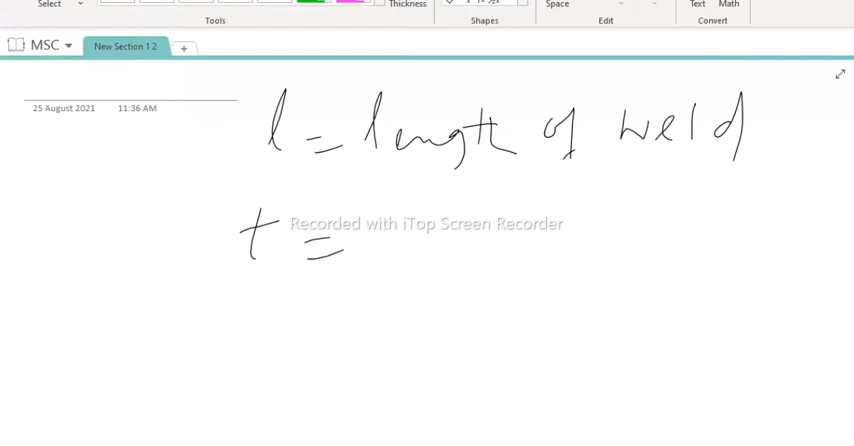 Select
Thickness
Space
Text Math
Tools
Shapes
Edit
Convert
MSC
New Section 1 2
+
25 August 2021 11:36 AM
l = length of weld
Recorded with iTop Screen Recorder
t =